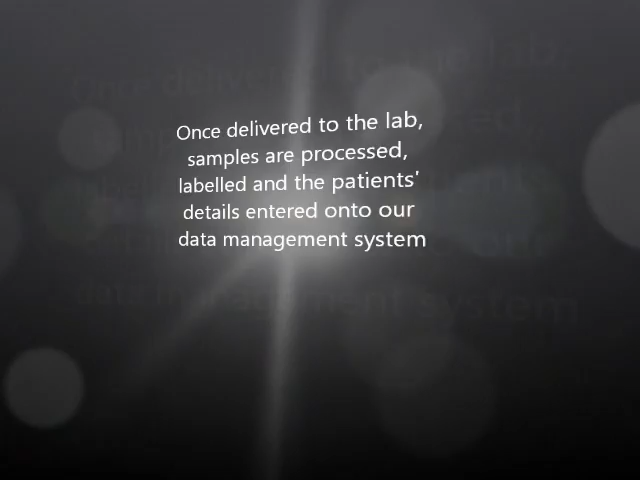 Once delivered to the lab,
samples are processed,
labelled and the patients'
details entered onto our
data management system